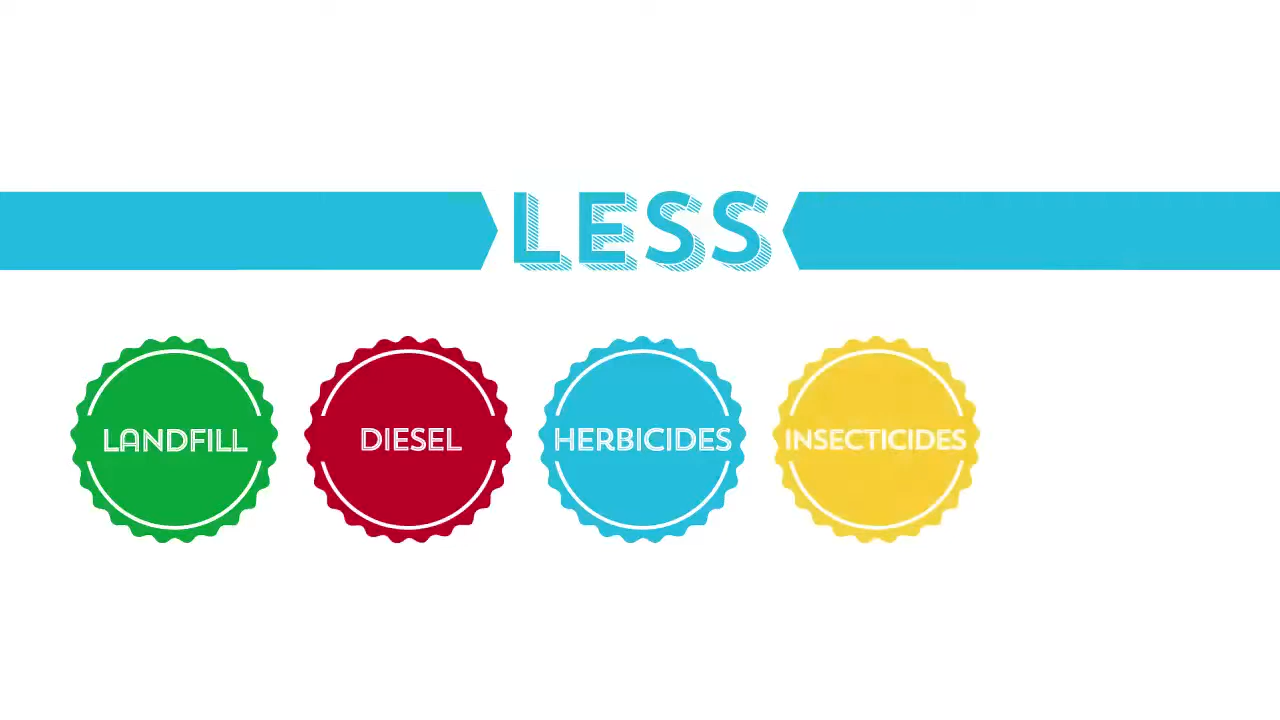 LESS
LANDFILL
DIESEL
HERBICIDES
INSECTICIDES